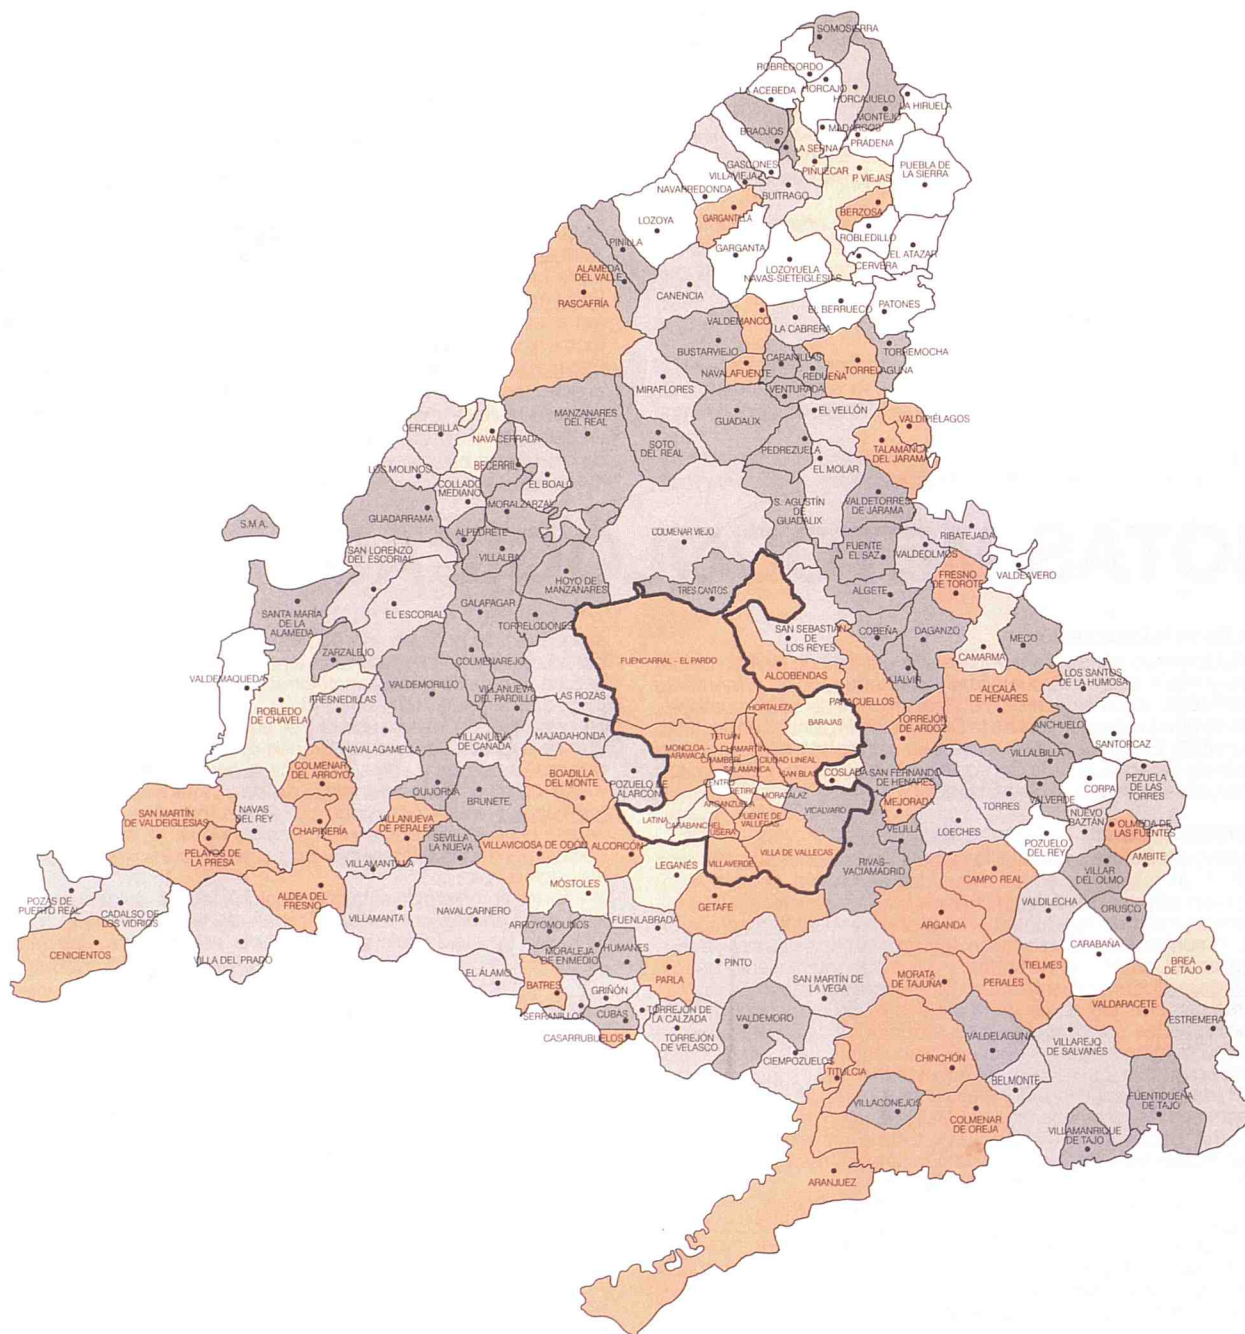 SOMOSIERRA
ROBREGORDO
HORCAJO
LA ACEBEDA
HORCAJUELO
LA HIRUELA
MONTEJO
MADARCOS
BRAOJOS
PRADENA
LA SERNA
PUEBLA DE
LA SIERRA
GASCONES
PIÑUECAR
P. VIEJAS
VILLAVIEJA
NAVARREDONDA
BUITRAGO
BERZOSA
GARGANTILLA
LOZOYA
ROBLEDILLO
PINILLA
GARGANTA
EL ATAZAR
CERVERA
LOZOYUELA
NAVAS-SIETEIGLESIAS
ALAMEDA
DEL VALLE
CANENCIA
RASCAFRÍA
EL BERRUECO
PATONES
VALDEMANCO
LA CABRERA
BUSTARVIEJO
TORREMOCHA
CABANILLAS
NAVALAFUENTE
REDUEÑA
TORRELAGUNA
MIRAFLORES
VENTURADA
MANZANARES
DEL REAL
EL VELLÓN
VALDIPIÉLAGOS
GUADALIX
CERCEDILLA
NAVACERRADA
SOTO
DEL REAL
PEDREZUELA
TALAMANCA
DEL JARAMA
BECERRIL
LOS MOLINOS
EL MOLAR
EL BOALO
COLLADO
MEDIANO
VALDETORRES
DE JARAMA
S. AGUSTÍN
DE
GUADALIX
MORALZARZAL
GUADARRAMA
S.M.A.
ALPEDRETE
COLMENAR VIEJO
RIBATEJADA
SAN LORENZO
DEL ESCORIAL
VILLALBA
FUENTE
EL SAZ
VALDEOLMOS
FRESNO
DE TOROTE
VALDEAVERO
HOYO DE
MANZANARES
TRES CANTOS
ALGETE
SANTA MARÍA
DE LA
ALAMEDA
EL ESCORIAL
GALAPAGAR
TORRELODONES
SAN SEBASTIÁN
DE
LOS REYES
COBEÑA
DAGANZO
MECO
ZARZALEJO
COLMENAREJO
FUENCARRAL - EL PARDO
CAMARMA
VALDEMAQUEDA
ALCOBENDAS
AJALVIR
LOS SANTOS
DE LA HUMOSA
VALDEMORILLO
VILLANUEVA
DEL PARDILLO
LAS ROZAS
FRESNEDILLAS
PARACUELLOS
ALCALÁ
DE HENARES
ROBLEDO
DE CHAVELA
HORTALEZA
BARAJAS
TORREJÓN
DE ARDOZ
ANCHUELO
VILLANUEVA
DE CAÑADA
MAJADAHONDA
TETUÁN
SANTORCAZ
NAVALAGAMELLA
MONCLOA -
ARAVACA
CHAMARTIN
VILLALBILLA
CHAMBERÍ
CIUDAD LINEAL
COLMENAR
DEL ARROYO
BOADILLA
DEL MONTE
SALAMANCA
COSLADA
SAN BLAS
SAN FERNANDO
DE HENARES
POZUELO DE
ALARCÓN
CENTRO
RETIRO
MORATALAZ
TORRES
CORPA
PEZUELA
DE LAS
TORRES
QUIJORNA
BRUNETE
ARGANZUELA
VICALVARO
MEJORADA
VALVERDE
SAN MARTÍN
DE VALDEIGLESIAS
NAVAS
DEL REY
CHAPINERÍA
VILLANUEVA
DE PERALES
LATINA
PUENTE DE
VALLECAS
NUEVO
BAZTÁN
CARABANCHEL
USERA
VELILLA
LOECHES
OLMEDA DE
LAS FUENTES
SEVILLA
LA NUEVA
POZUELO
DEL REY
PELAYOS DE
LA PRESA
VILLAVICIOSA DE ODÓN
ALCORCÓN
VILLA DE VALLECAS
VILLAVERDE
VILLAMANTILLA
LEGANÉS
RIVAS-
VACIAMADRID
AMBITE
VILLAR
DEL OLMO
CAMPO REAL
ALDEA DEL
FRESNO
MÓSTOLES
POZAS DE
PUERTO REAL
GETAFE
ORUSCO
CADALSO DE
LOS VIDRIOS
VILLAMANTA
NAVALCARNERO
FUENLABRADA
VALDILECHA
ARGANDA
ARROYOMOLINOS
CARABAÑA
CENICIENTOS
VILLA DEL PRADO
MORALEJA
DE ENMEDIO
HUMANES
PINTO
BREA
DE TAJO
EL ÁLAMO
SAN MARTÍN DE
LA VEGA
MORATA
DE TAJUÑA
PERALES
TIELMES
BATRES
GRIÑÓN
PARLA
VALDARACETE
SERRANILLOS
CUBAS
TORREJÓN DE
LA CALZADA
ESTREMERA
VALDEMORO
CASARRUBUELOS
TORREJÓN
DE VELASCO
VALDELAGUNA
VILLAREJO
DE SALVANÉS
CIEMPOZUELOS
CHINCHÓN
TITULCIA
BELMONTE
FUENTIDUEÑA
DE TAJO
VILLACONEJOS
COLMENAR
DE OREJA
VILLAMANRIQUE
DE TAJO
ARANJUEZ